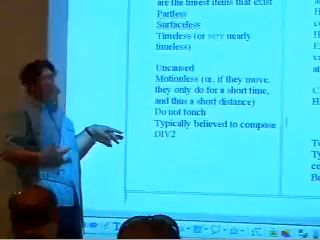 are the finest items that exist
Partless
Surfaceless
Timeless (or very nearly
timeless)
Uncaused
Motionless (or, if they move,
they only do for a short time,
and thus a short distance)
Do not touch
Typically believed to compose
DIV2